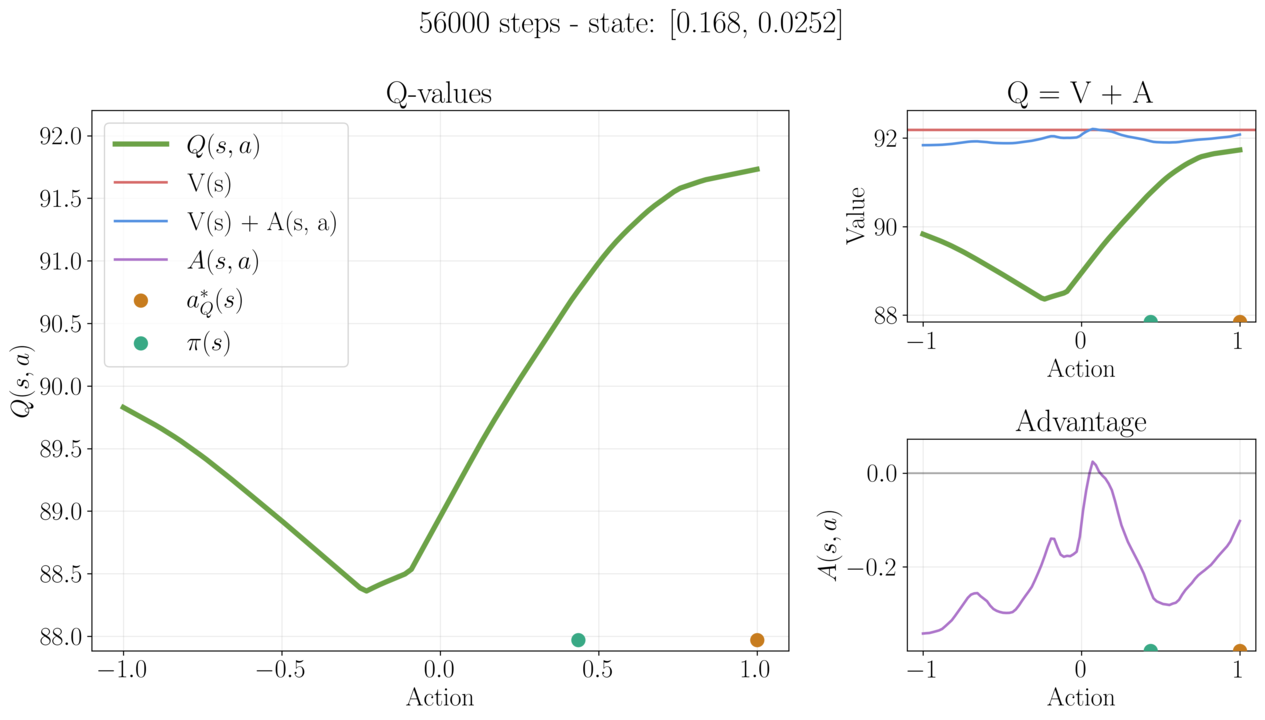 56000 steps - state: [0.168, 0.0252]
Q-values
92.0
91.5
91.0
90.5
90.0
89.5
89.0
88.5
88.0
Q(s, a)
Q(s, a)
V(s)
V(s) + A(s, a)
A(s, a)
a*Q(s)
π(s)
−1.0
−0.5
0.0
0.5
1.0
Action
Q = V + A
92
90
88
Value
−1
0
1
Action
Advantage
0.0
−0.2
A(s, a)
−1
0
1
Action